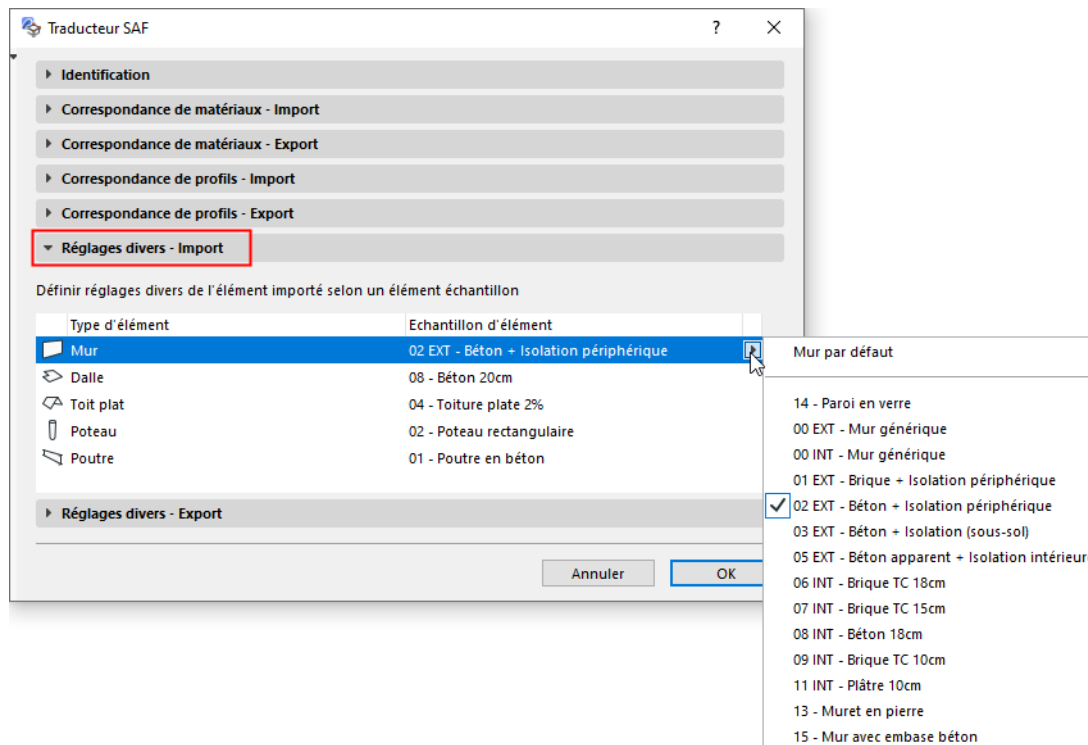 Traducteur SAF ?
Identification
Correspondance de matériaux - Import
Correspondance de matériaux - Export
Correspondance de profils - Import
Correspondance de profils - Export
Réglages divers - Import
Définir réglages divers de l'élément importé selon un élément échantillon
Type d'élément Echantillon d'élément
Mur 02 EXT - Béton + Isolation périphérique
Dalle 08 - Béton 20cm
Toit plat 04 - Toiture plate 2%
Poteau 02 - Poteau rectangulaire
Poutre 01 - Poutre en béton
Réglages divers - Export
Annuler OK
Mur par défaut
14 - Paroi en verre
00 EXT - Mur générique
00 INT - Mur générique
01 EXT - Brique + Isolation périphérique
02 EXT - Béton + Isolation périphérique
03 EXT - Béton + Isolation (sous-sol)
05 EXT - Béton apparent + Isolation intérieur
06 INT - Brique TC 18cm
07 INT - Brique TC 15cm
08 INT - Béton 18cm
09 INT - Brique TC 10cm
11 INT - Plâtre 10cm
13 - Muret en pierre
15 - Mur avec embase béton